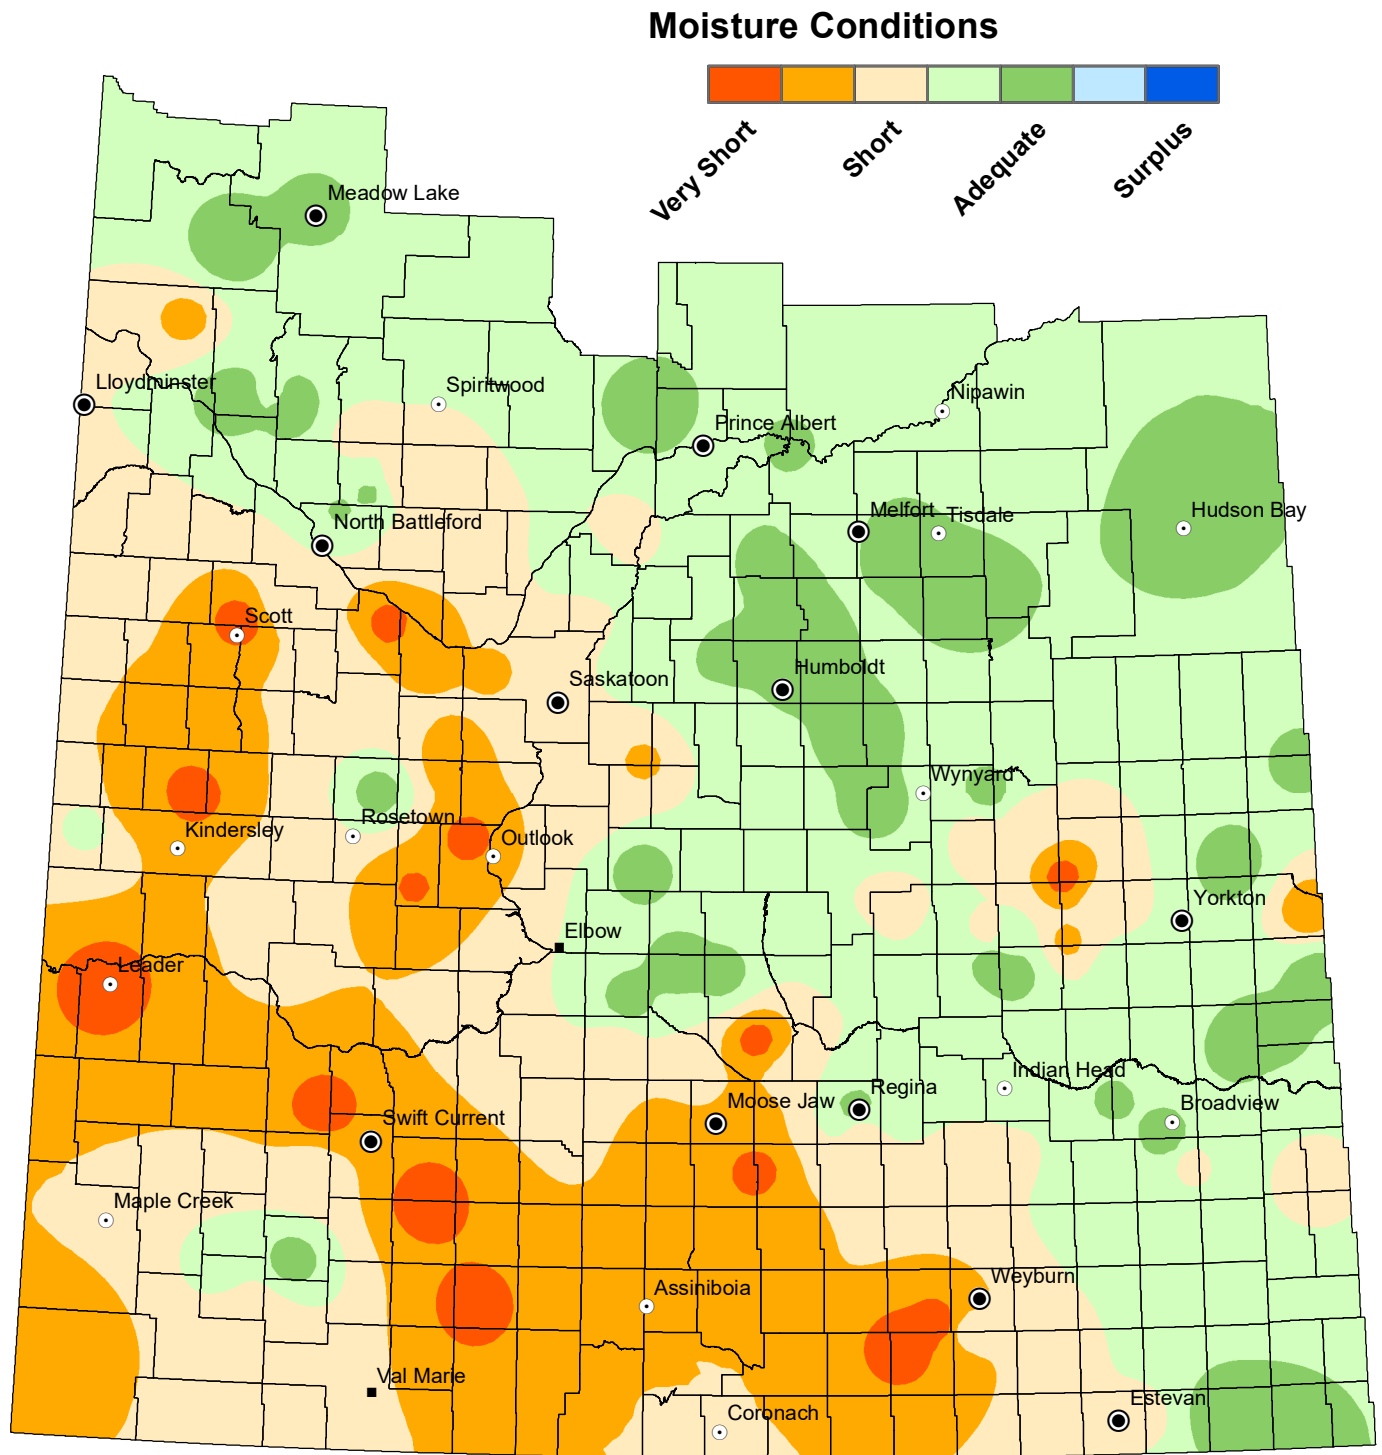 Moisture Conditions
Very Short
Short
Adequate
Surplus
Meadow Lake
Lloydminster
Spiritwood
Nipawin
Prince Albert
Melfort
Tisdale
Hudson Bay
North Battleford
Scott
Saskatoon
Humboldt
Wynyard
Rosetown
Kindersley
Outlook
Yorkton
Elbow
Leader
Indian Head
Regina
Moose Jaw
Broadview
Swift Current
Maple Creek
Weyburn
Assiniboia
Val Marie
Estevan
Coronach